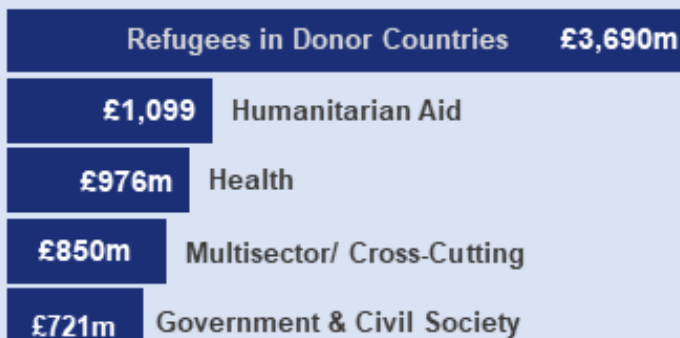 Refugees in Donor Countries £3,690m
£1,099 Humanitarian Aid
£976m Health
£850m Multisector/ Cross-Cutting
£721m Government & Civil Society